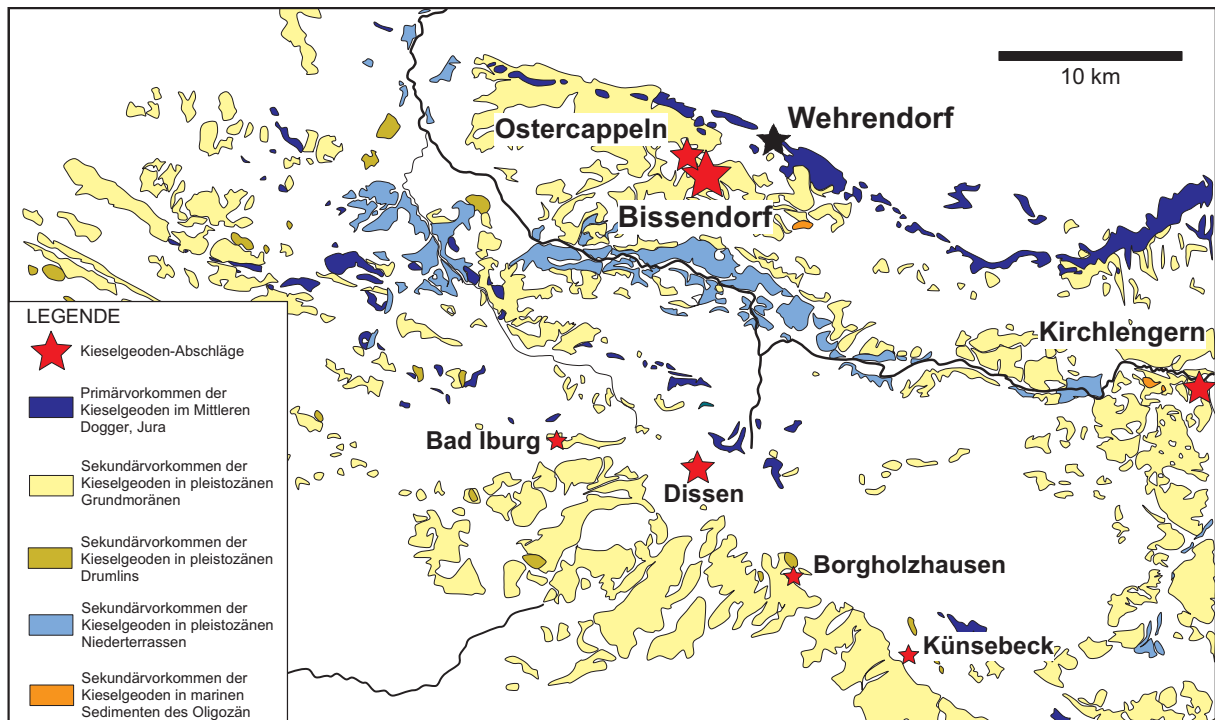 10 km
Wehrendorf
Ostercappeln
Bissendorf
Kirchlengern
Bad Iburg
Dissen
Borgholzhausen
Künsebeck
LEGENDE
Kieselgeoden-Abschläge
Primärvorkommen der
Kieselgeoden im Mittleren
Dogger, Jura
Sekundärvorkommen der
Kieselgeoden in pleistozänen
Grundmoränen
Sekundärvorkommen der
Kieselgeoden in pleistozänen
Drumlins
Sekundärvorkommen der
Kieselgeoden in pleistozänen
Niederterrassen
Sekundärvorkommen der
Kieselgeoden in marinen
Sedimenten des Oligozän